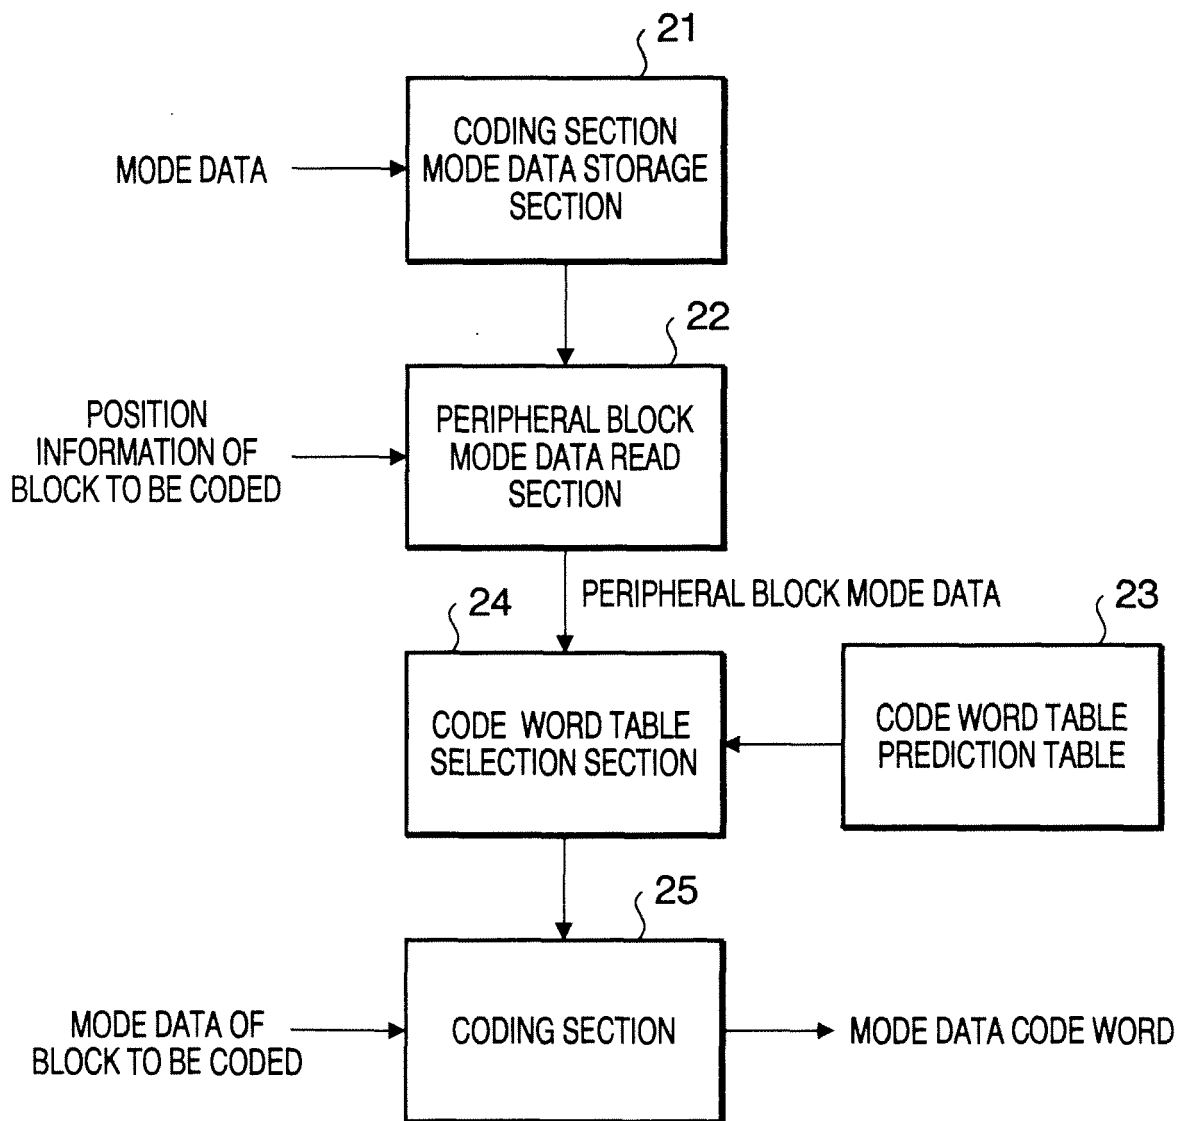 21
CODING SECTION
MODE DATA STORAGE
SECTION
MODE DATA
22
PERIPHERAL BLOCK
MODE DATA READ
SECTION
POSITION
INFORMATION OF
BLOCK TO BE CODED
PERIPHERAL BLOCK MODE DATA
24
23
CODE WORD TABLE
SELECTION SECTION
CODE WORD TABLE
PREDICTION TABLE
25
CODING SECTION
MODE DATA OF
BLOCK TO BE CODED
MODE DATA CODE WORD